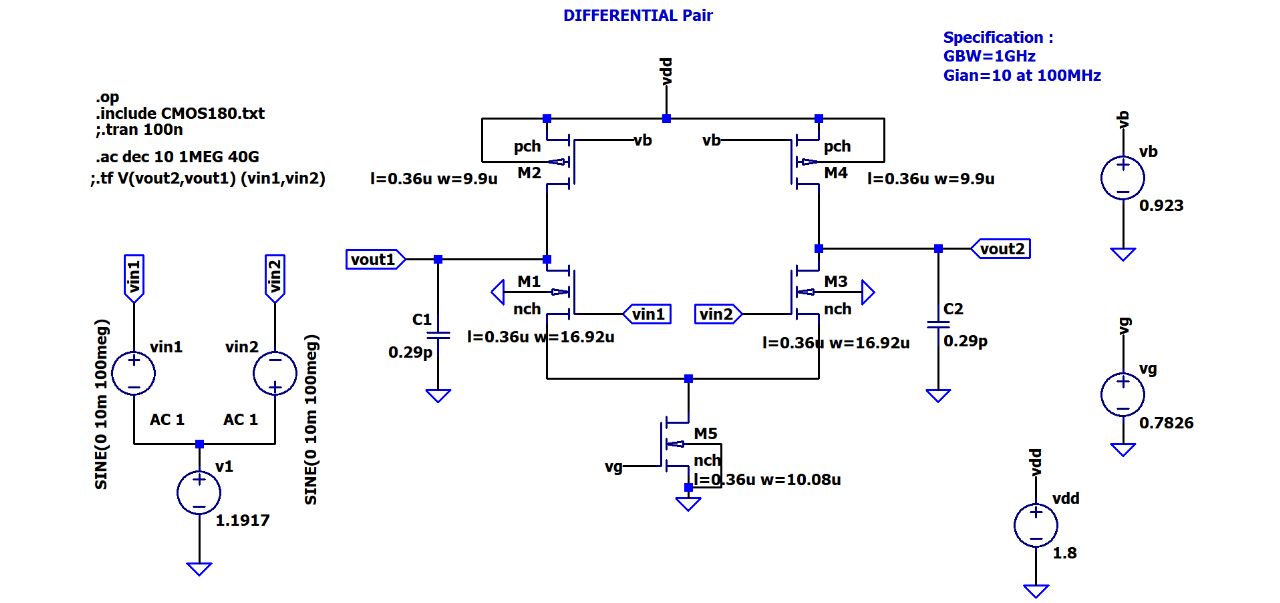 DIFFERENTIAL Pair
Specification :
GBW=1GHz
Gian=10 at 100MHz
.op
.include CMOS180.txt
;.tran 100n
.ac dec 10 1MEG 40G
;.tf V(vout2,vout1) (vin1,vin2)
vdd
pch
M2
l=0.36u w=9.9u
vb
vb
pch
M4
l=0.36u w=9.9u
vb
vb
0.923
vout1
vout2
M1
nch
l=0.36u w=16.92u
vin1
vin2
M3
nch
l=0.36u w=16.92u
C1
0.29p
C2
0.29p
vin1
vin2
vin1
AC 1
SINE(0 10m 100meg)
vin2
AC 1
SINE(0 10m 100meg)
v1
1.1917
vg
M5
nch
l=0.36u w=10.08u
vg
vg
0.7826
vdd
vdd
1.8